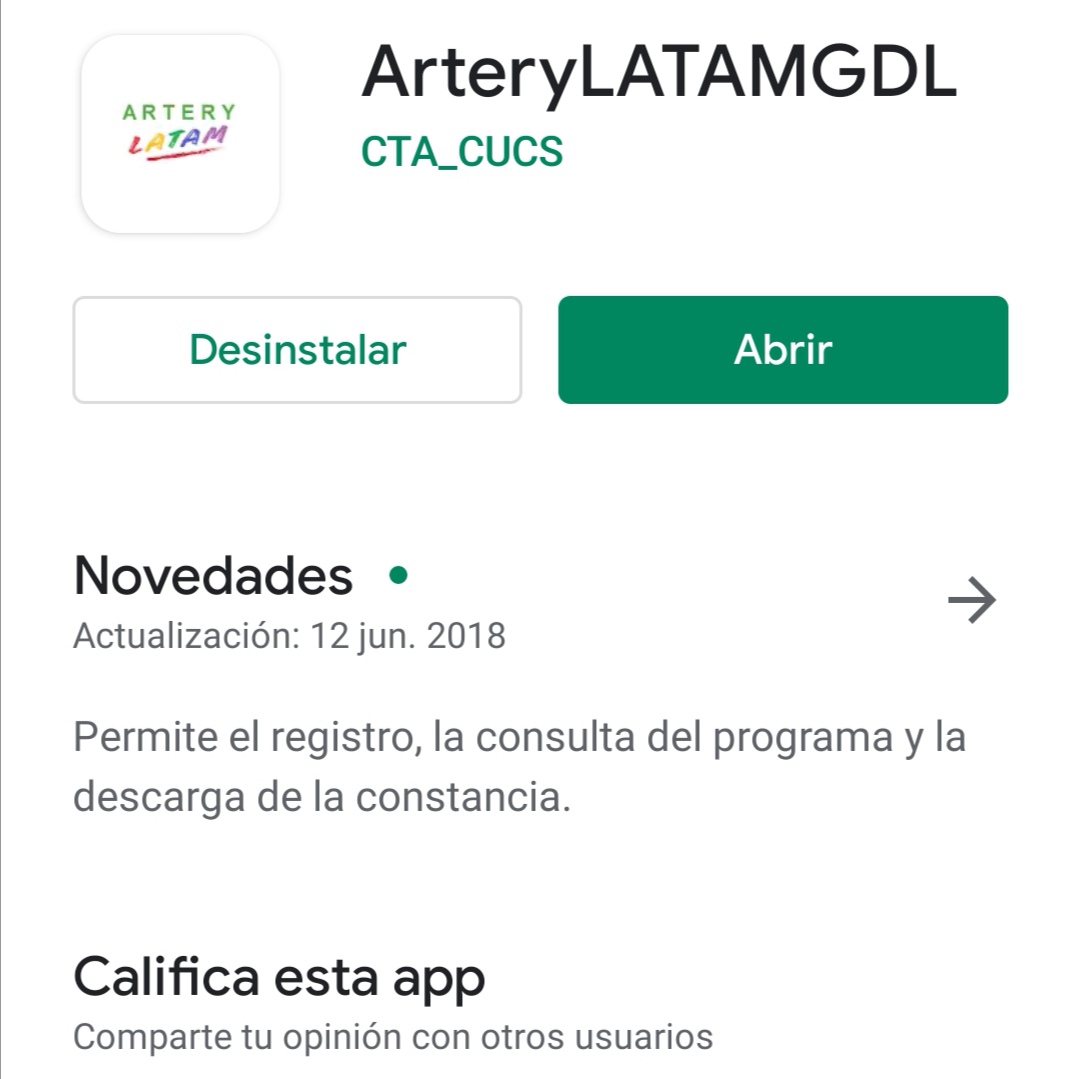 ARTERY
LATAM
ArteryLATAMGDL
CTA_CUCS
Desinstalar
Abrir
Novedades
Actualización: 12 jun. 2018
Permite el registro, la consulta del programa y la
descarga de la constancia.
Califica esta app
Comparte tu opinión con otros usuarios